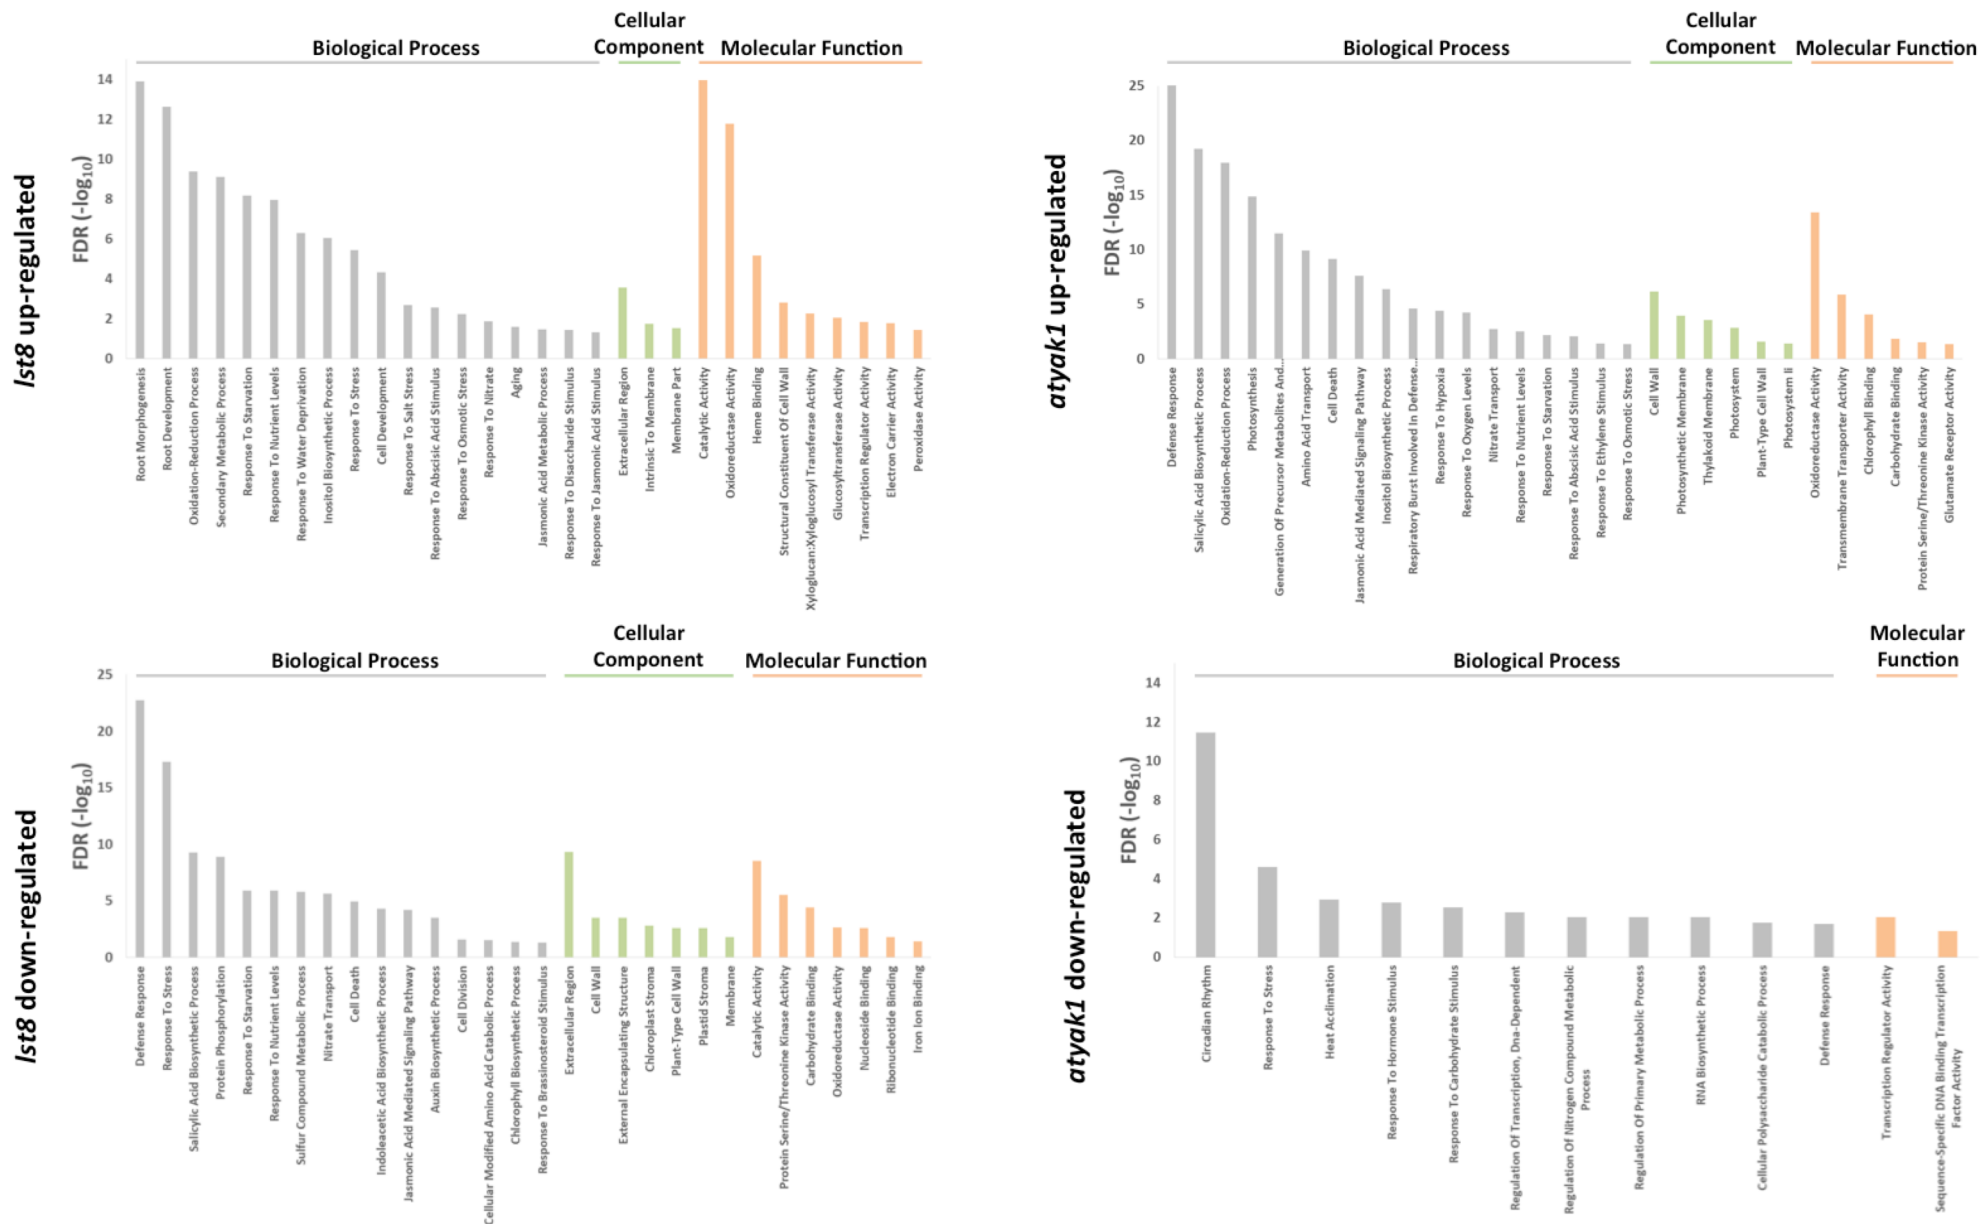 Cellular
Biological Process
Component
Molecular Function
lst8 up-regulated
FDR (-log10)
14
12
10
8
6
4
2
0
Root Morphogenesis
Root Development
Oxidation-Reduction Process
Secondary Metabolic Process
Response To Starvation
Response To Nutrient Levels
Response To Water Deprivation
Inositol Biosynthetic Process
Response To Stress
Cell Development
Response To Salt Stress
Response To Abscisic Acid Stimulus
Response To Osmotic Stress
Response To Nitrate
Aging
Jasmonic Acid Metabolic Process
Response To Disaccharide Stimulus
Response To Jasmonic Acid Stimulus
Extracellular Region
Intrinsic To Membrane
Membrane Part
Catalytic Activity
Oxidoreductase Activity
Heme Binding
Structural Constituent Of Cell Wall
Xyloglucan:Xyloglucosyl Transferase Activity
Glucosyltransferase Activity
Transcription Regulator Activity
Electron Carrier Activity
Peroxidase Activity
Cellular
Biological Process
Component
Molecular Function
atyak1 up-regulated
FDR (-log10)
25
20
15
10
5
0
Defense Response
Salicylic Acid Biosynthetic Process
Oxidation-Reduction Process
Photosynthesis
Generation Of Precursor Metabolites And...
Amino Acid Transport
Cell Death
Jasmonic Acid Mediated Signaling Pathway
Inositol Biosynthetic Process
Respiratory Burst Involved In Defense...
Response To Hypoxia
Response To Oxygen Levels
Nitrate Transport
Response To Nutrient Levels
Response To Starvation
Response To Abscisic Acid Stimulus
Response To Ethylene Stimulus
Response To Osmotic Stress
Cell Wall
Photosynthetic Membrane
Thylakoid Membrane
Photosystem
Plant-Type Cell Wall
Photosystem Ii
Oxidoreductase Activity
Transmembrane Transporter Activity
Chlorophyll Binding
Carbohydrate Binding
Protein Serine/Threonine Kinase Activity
Glutamate Receptor Activity
Cellular
Biological Process
Component
Molecular Function
lst8 down-regulated
FDR (-log10)
25
20
15
10
5
0
Defense Response
Response To Stress
Salicylic Acid Biosynthetic Process
Protein Phosphorylation
Response To Starvation
Response To Nutrient Levels
Sulfur Compound Metabolic Process
Nitrate Transport
Cell Death
Indoleacetic Acid Biosynthetic Process
Jasmonic Acid Mediated Signaling Pathway
Auxin Biosynthetic Process
Cell Division
Cellular Modified Amino Acid Catabolic Process
Chlorophyll Biosynthetic Process
Response To Brassinosteroid Stimulus
Extracellular Region
Cell Wall
External Encapsulating Structure
Chloroplast Stroma
Plant-Type Cell Wall
Plastid Stroma
Membrane
Catalytic Activity
Protein Serine/Threonine Kinase Activity
Carbohydrate Binding
Oxidoreductase Activity
Nucleoside Binding
Ribonucleotide Binding
Iron Ion Binding
Molecular
Biological Process
Function
atyak1 down-regulated
FDR (-log10)
14
12
10
8
6
4
2
0
Circadian Rhythm
Response To Stress
Heat Acclimation
Response To Hormone Stimulus
Response To Carbohydrate Stimulus
Regulation Of Transcription, Dna-Dependent
Regulation Of Nitrogen Compound Metabolic
Process
Regulation Of Primary Metabolic Process
RNA Biosynthetic Process
Cellular Polysaccharide Catabolic Process
Defense Response
Transcription Regulator Activity
Sequence-Specific DNA Binding Transcription
Factor Activity